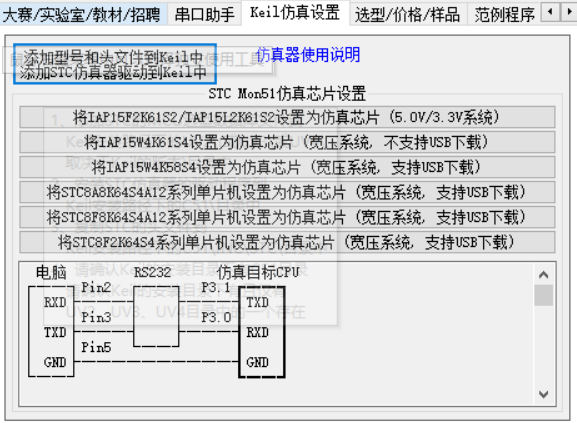 大赛/实验室/教材/招聘 串口助手 Keil仿真设置 选型/价格/样品 范例程序
添加型号和头文件到Keil中
添加STC仿真器驱动到Keil中
仿真器使用说明
STC Mon51仿真芯片设置
将IAP15F2K61S2/IAP15L2K61S2设置为仿真芯片 (5.0V/3.3V系统)
将IAP15W4K61S4设置为仿真芯片 (宽压系统, 不支持USB下载)
将IAP15W4K58S4设置为仿真芯片 (宽压系统, 支持USB下载)
将STC8A8K64S4A12系列单片机设置为仿真芯片 (宽压系统, 支持USB下载)
将STC8F8K64S4A12系列单片机设置为仿真芯片 (宽压系统, 支持USB下载)
将STC8F2K64S4系列单片机设置为仿真芯片 (宽压系统, 支持USB下载)
电脑 RS232 仿真目标CPU
RXD Pin2 P3.1 TXD
TXD Pin3 P3.0 RXD
GND Pin5 GND